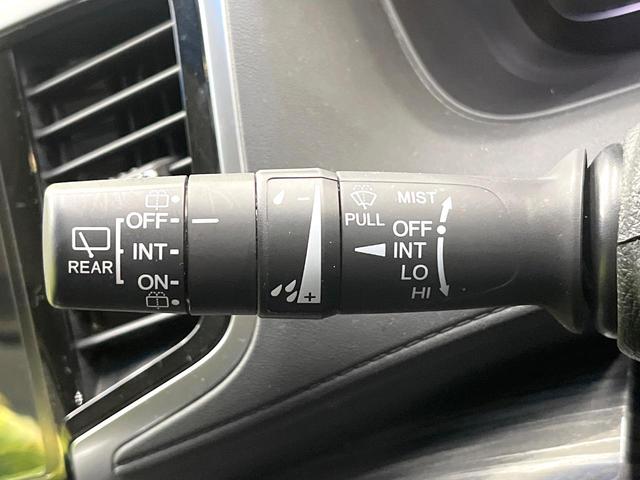 OFF
INT
ON
REAR
-
+
PULL
MIST
OFF
INT
LO
HI